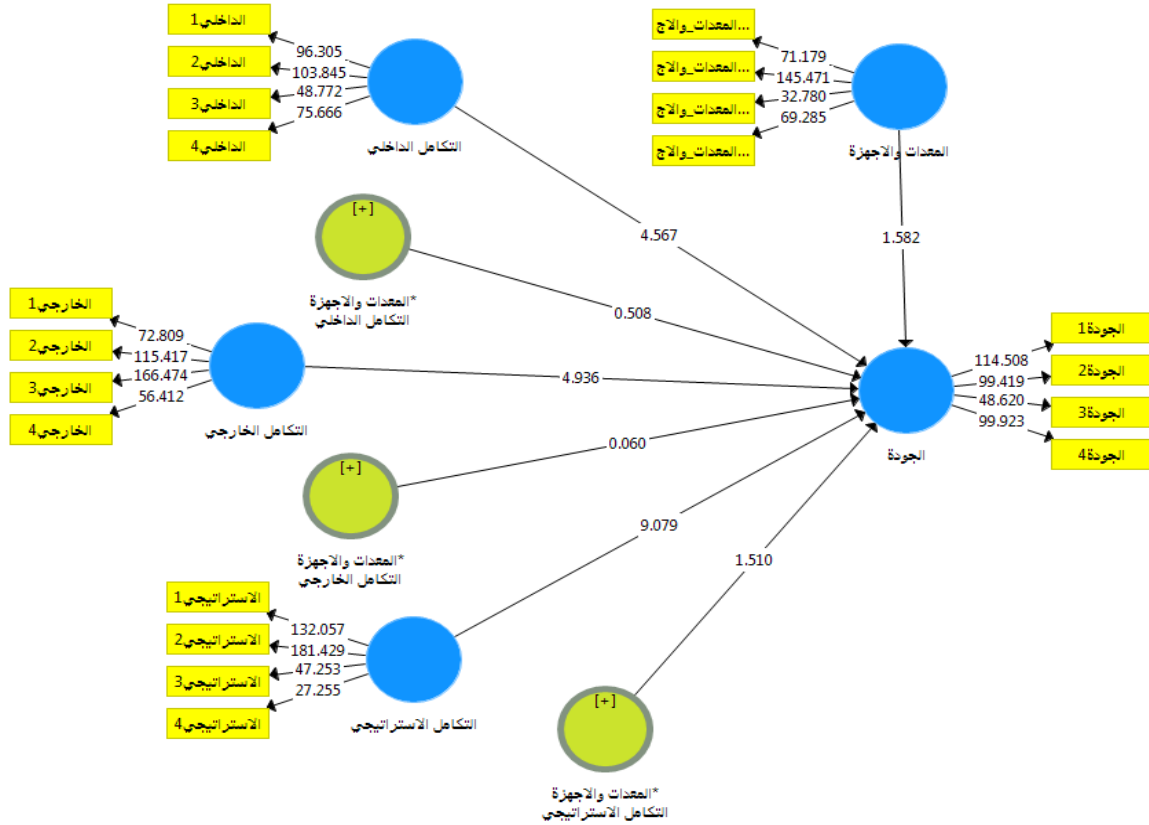 الداخلي1
الداخلي2
الداخلي3
الداخلي4
96.305
103.845
48.772
75.666
التكامل الداخلي
...المعدات_والاج
...المعدات_والاج
...المعدات_والاج
...المعدات_والاج
71.179
145.471
32.780
69.285
المعدات والاجهزة
4.567
1.582
[+]
*المعدات والاجهزة
التكامل الداخلي
0.508
الخارجي1
الخارجي2
الخارجي3
الخارجي4
72.809
115.417
166.474
56.412
التكامل الخارجي
4.936
الجودة
114.508
99.419
48.620
99.923
الجودة1
الجودة2
الجودة3
الجودة4
[+]
*المعدات والاجهزة
التكامل الخارجي
0.060
9.079
1.510
الاستراتيجي1
الاستراتيجي2
الاستراتيجي3
الاستراتيجي4
132.057
181.429
47.253
27.255
التكامل الاستراتيجي
[+]
*المعدات والاجهزة
التكامل الاستراتيجي